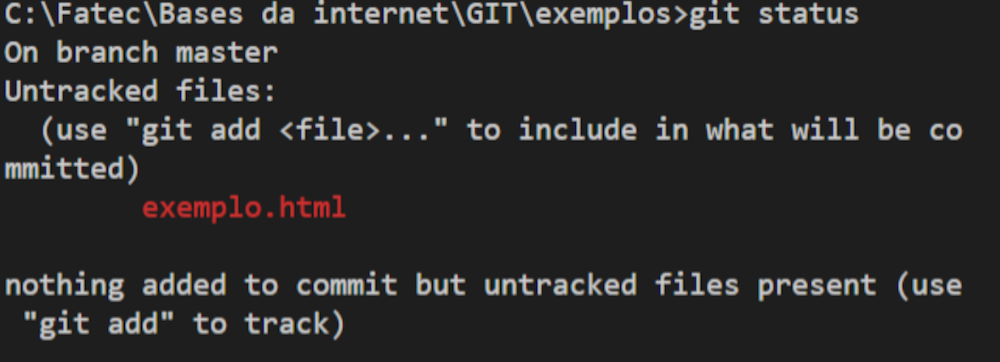 C:\Fatec\Bases da internet\GIT\exemplos>git status
On branch master
Untracked files:
  (use "git add <file>..." to include in what will be co
mmitted)
        exemplo.html

nothing added to commit but untracked files present (use
 "git add" to track)